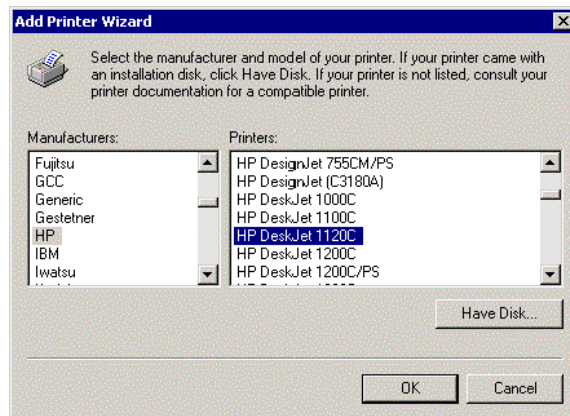 Add Printer Wizard
Select the manufacturer and model of your printer. If your printer came with
an installation disk, click Have Disk. If your printer is not listed, consult your
printer documentation for a compatible printer.
Manufacturers:
Fujitsu
GCC
Generic
Gestetner
HP
IBM
Iwatsu
Printers:
HP DesignJet 755CM/PS
HP DesignJet (C3180A)
HP DeskJet 1000C
HP DeskJet 1100C
HP DeskJet 1120C
HP DeskJet 1200C
HP DeskJet 1200C/PS
Have Disk...
OK
Cancel